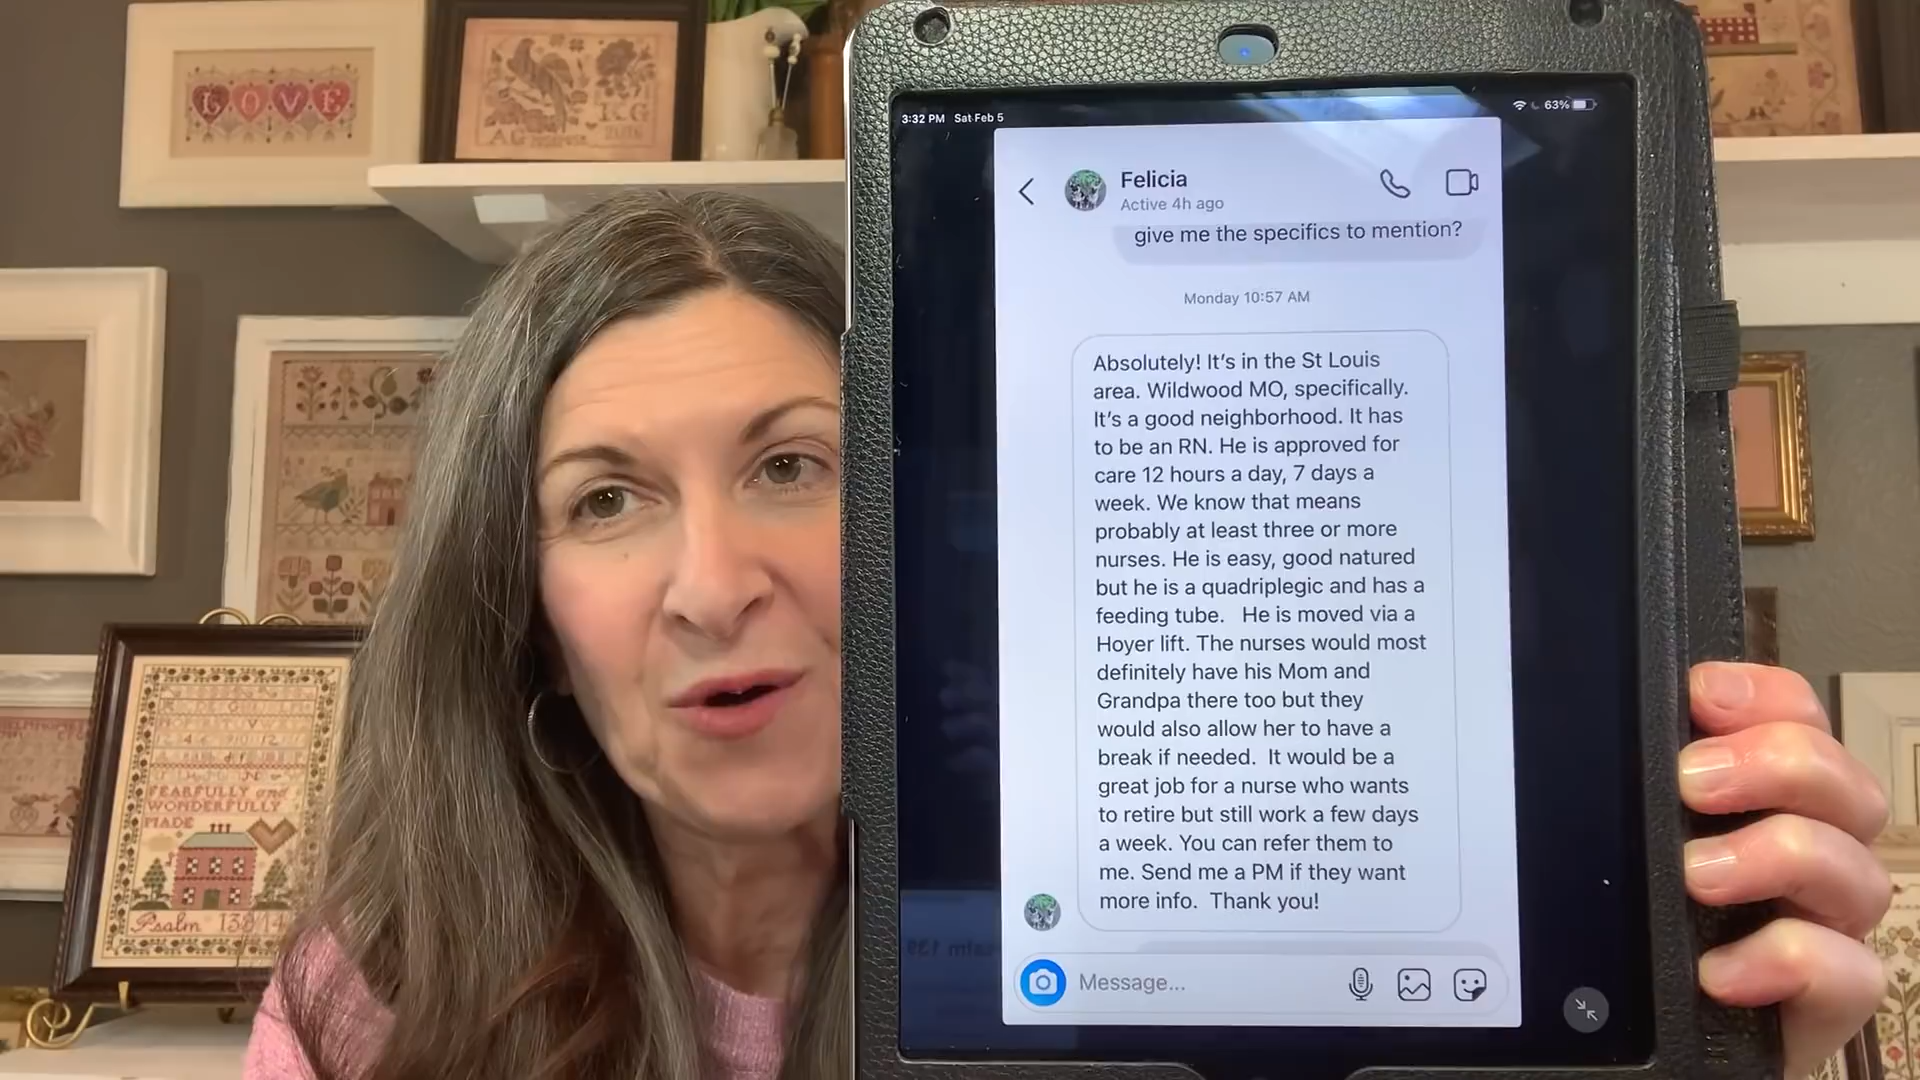 LOVE
3:32 PM Sat Feb 5
63%
Felicia
Active 4h ago
give me the specifics to mention?
Monday 10:57 AM
Absolutely! It's in the St Louis
area. Wildwood MO, specifically.
It's a good neighborhood. It has
to be an RN. He is approved for
care 12 hours a day, 7 days a
week. We know that means
probably at least three or more
nurses. He is easy, good natured
but he is a quadriplegic and has a
feeding tube. He is moved via a
Hoyer lift. The nurses would most
definitely have his Mom and
Grandpa there too but they
would also allow her to have a
break if needed. It would be a
great job for a nurse who wants
to retire but still work a few days
a week. You can refer them to
me. Send me a PM if they want
more info. Thank you!
Message...
FEARFULLY and
WONDERFULLY
MADE
Psalm